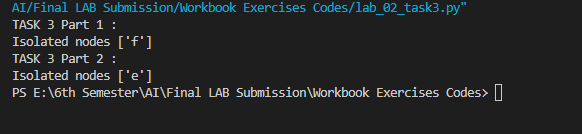 AI/Final LAB Submission/Workbook Exercises Codes/lab_02_task3.py"
TASK 3 Part 1 :
Isolated nodes ['f']
TASK 3 Part 2 :
Isolated nodes ['e']
PS E:\6th Semester\AI\Final LAB Submission\Workbook Exercises Codes>